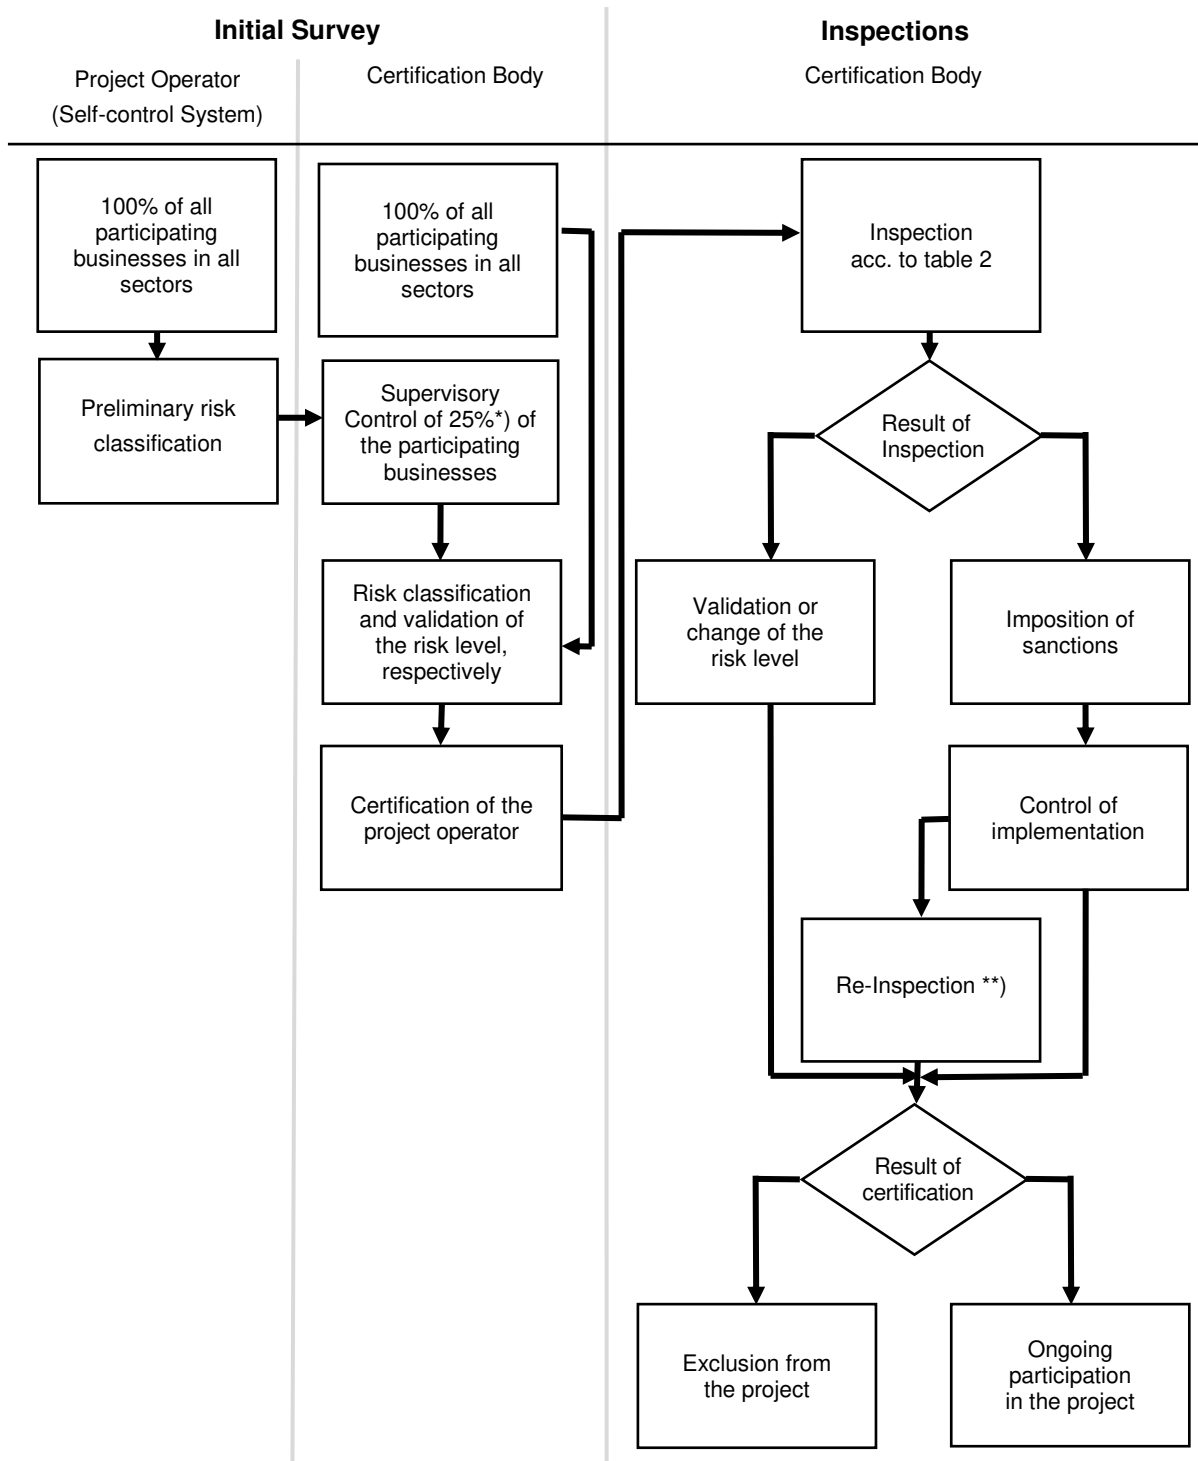 Initial Survey
Inspections
Project Operator
(Self-control System)
Certification Body
Certification Body
100% of all
participating
businesses in all
sectors
100% of all
participating
businesses in all
sectors
Inspection
acc. to table 2
Preliminary risk
classification
Supervisory
Control of 25%*) of
the participating
businesses
Result of
Inspection
Risk classification
and validation of
the risk level,
respectively
Validation or
change of the
risk level
Imposition of
sanctions
Certification of the
project operator
Control of
implementation
Re-Inspection **)
Result of
certification
Exclusion from
the project
Ongoing
participation
in the project